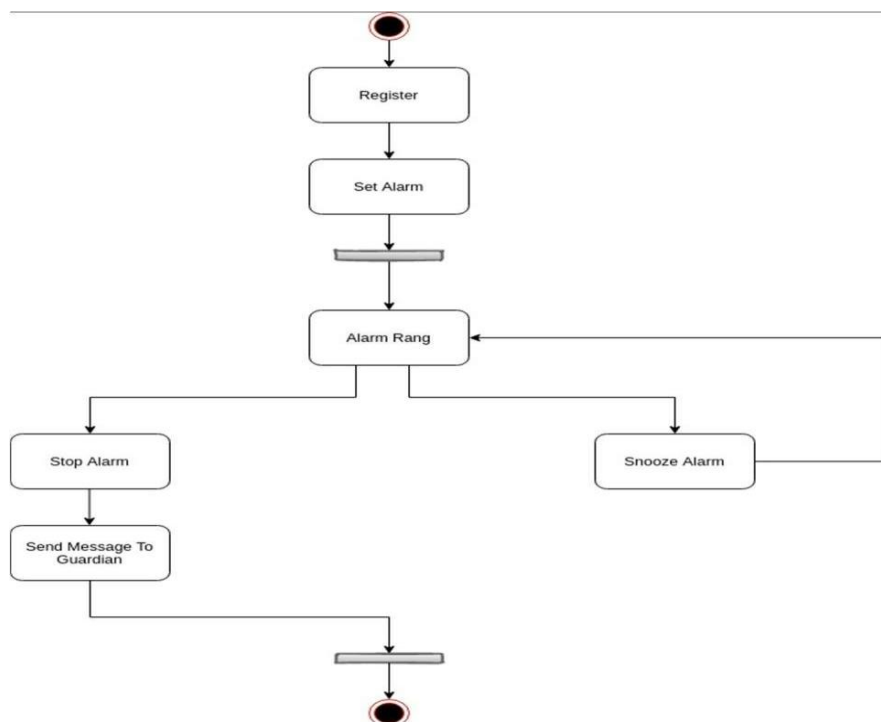 Register
Set Alarm
Alarm Rang
Stop Alarm
Snooze Alarm
Send Message To
Guardian